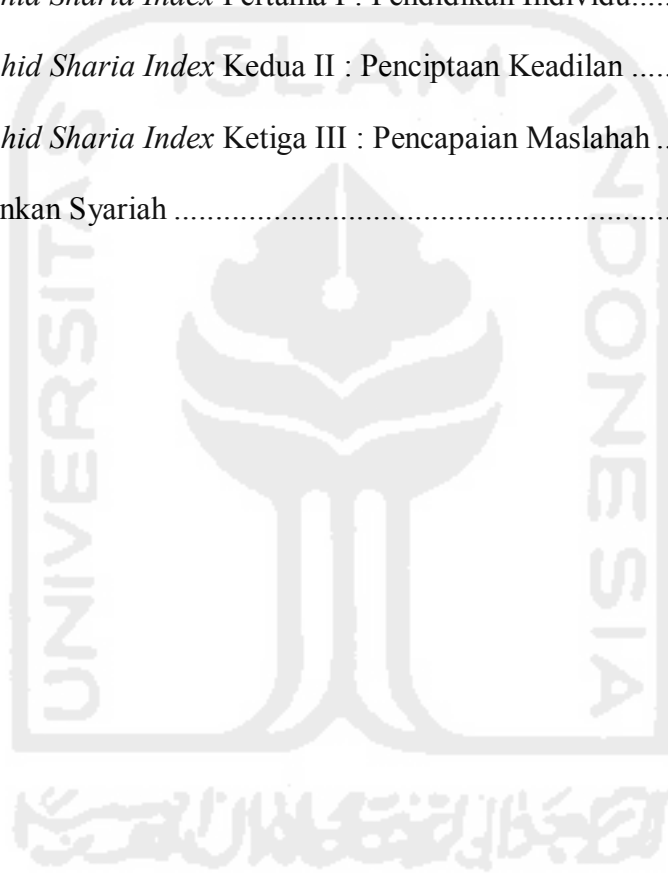 hid Sharia Index Pertama I : Pendidikan Individu.....
hid Sharia Index Kedua II : Penciptaan Keadilan .....
hid Sharia Index Ketiga III : Pencapaian Maslahah ..
nkan Syariah ............................................................
ISLAM
UNIVERSITAS
INDONESIA